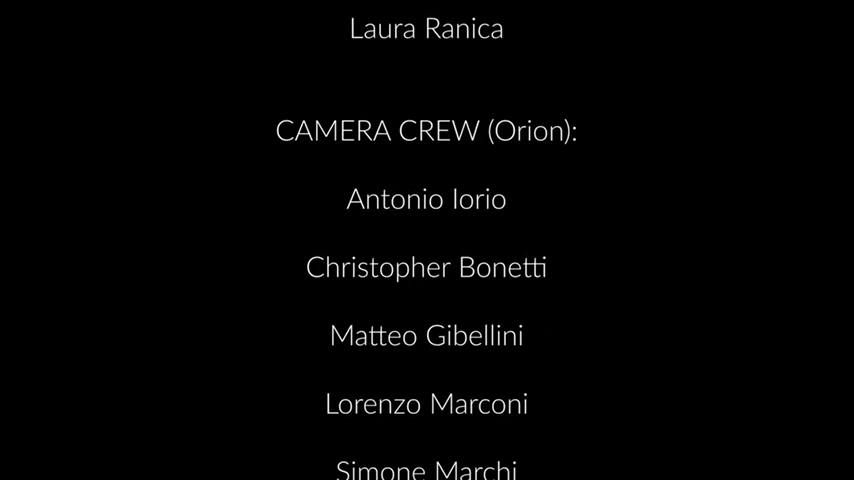 Laura Ranica
CAMERA CREW (Orion):
Antonio Iorio
Christopher Bonetti
Matteo Gibellini
Lorenzo Marconi
Simone Marchi